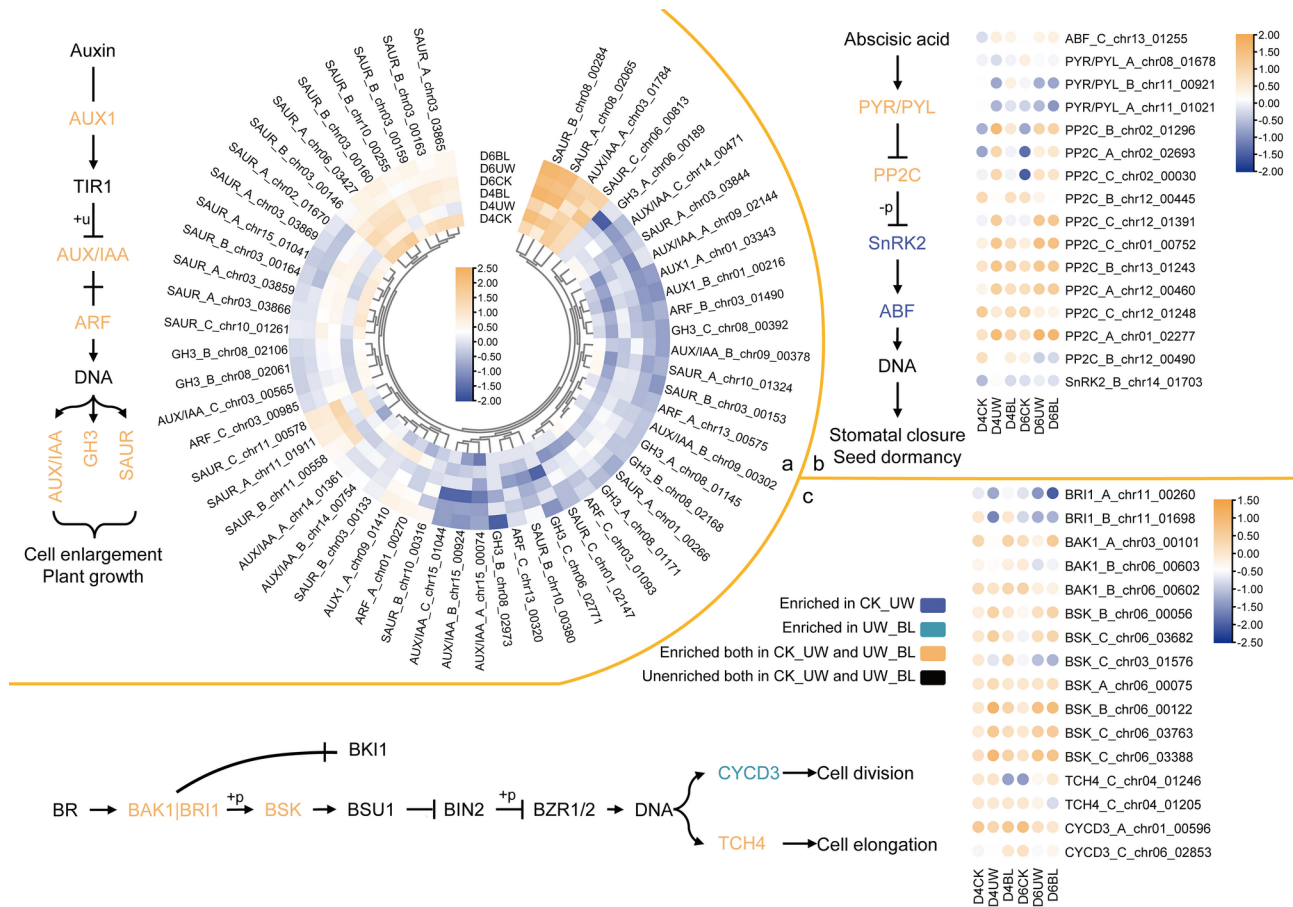 Auxin
AUX1
TIR1
+u
AUX/IAA
ARF
DNA
AUX/IAA
GH3
SAUR
Cell enlargement
Plant growth
SAUR_B_chr08_00284
SAUR_A_chr08_02065
AUX/IAA_A_chr03_01784
SAUR_C_chr06_00813
GH3_A_chr06_00189
AUX/IAA_C_chr14_00471
SAUR_A_chr03_03844
AUX/IAA_A_chr09_02144
AUX1_A_chr01_03343
AUX1_B_chr01_00216
ARF_B_chr03_01490
GH3_C_chr08_00392
AUX/IAA_B_chr09_00378
SAUR_A_chr10_01324
SAUR_B_chr03_00153
ARF_A_chr13_00575
AUX/IAA_B_chr09_00302
GH3_A_chr08_01145
GH3_B_chr08_02168
SAUR_A_chr01_00266
GH3_A_chr08_01171
ARF_C_chr03_01093
SAUR_C_chr01_02147
GH3_C_chr06_02771
SAUR_B_chr10_00380
ARF_C_chr13_00320
GH3_B_chr08_02973
AUX/IAA_A_chr15_00074
AUX/IAA_B_chr15_00924
AUX/IAA_C_chr15_01044
SAUR_B_chr10_00316
ARF_A_chr01_00270
AUX1_A_chr09_01410
SAUR_B_chr03_00133
AUX/IAA_B_chr14_00754
AUX/IAA_A_chr14_01361
SAUR_B_chr11_00558
SAUR_A_chr11_01911
SAUR_C_chr11_00578
ARF_C_chr03_00985
AUX/IAA_C_chr03_00565
GH3_B_chr08_02061
GH3_B_chr08_02106
SAUR_C_chr10_01261
SAUR_A_chr03_03866
SAUR_A_chr03_03859
SAUR_B_chr03_00164
SAUR_A_chr15_01041
SAUR_A_chr03_03869
SAUR_A_chr02_01670
SAUR_B_chr03_00146
SAUR_A_chr06_03427
SAUR_B_chr03_00160
SAUR_B_chr10_00255
SAUR_B_chr03_00159
SAUR_B_chr03_00163
SAUR_A_chr03_03865
D6BL
D6UW
D6CK
D4BL
D4UW
D4CK
2.50
2.00
1.00
0.00
-1.00
-2.00
a
Abscisic acid
PYR/PYL
PP2C
-p
SnRK2
ABF
DNA
Stomatal closure
Seed dormancy
b
ABF_C_chr13_01255
PYR/PYL_A_chr08_01678
PYR/PYL_B_chr11_00921
PYR/PYL_A_chr11_01021
PP2C_B_chr02_01296
PP2C_A_chr02_02693
PP2C_C_chr02_00030
PP2C_B_chr12_00445
PP2C_C_chr12_01391
PP2C_C_chr01_00752
PP2C_B_chr13_01243
PP2C_A_chr12_00460
PP2C_C_chr12_01248
PP2C_A_chr01_02277
PP2C_B_chr12_00490
SnRK2_B_chr14_01703
D4CK
D4UW
D4BL
D6CK
D6UW
D6BL
2.00
1.50
1.00
0.50
0.00
-0.50
-1.00
-1.50
-2.00
c
BRI1_A_chr11_00260
BRI1_B_chr11_01698
BAK1_A_chr03_00101
BAK1_B_chr06_00603
BAK1_B_chr06_00602
BSK_B_chr06_00056
BSK_C_chr06_03682
BSK_C_chr03_01576
BSK_A_chr06_00075
BSK_B_chr06_00122
BSK_C_chr06_03763
BSK_C_chr06_03388
TCH4_C_chr04_01246
TCH4_C_chr04_01205
CYCD3_A_chr01_00596
CYCD3_C_chr06_02853
D4CK
D4UW
D4BL
D6CK
D6UW
D6BL
1.50
1.00
0.50
0.00
-0.50
-1.00
-1.50
-2.00
-2.50
Enriched in CK_UW
Enriched in UW_BL
Enriched both in CK_UW and UW_BL
Unenriched both in CK_UW and UW_BL
BKI1
BR
BAK1|BRI1
+p
BSK
BSU1
BIN2
+p
BZR1/2
DNA
CYCD3
Cell division
TCH4
Cell elongation